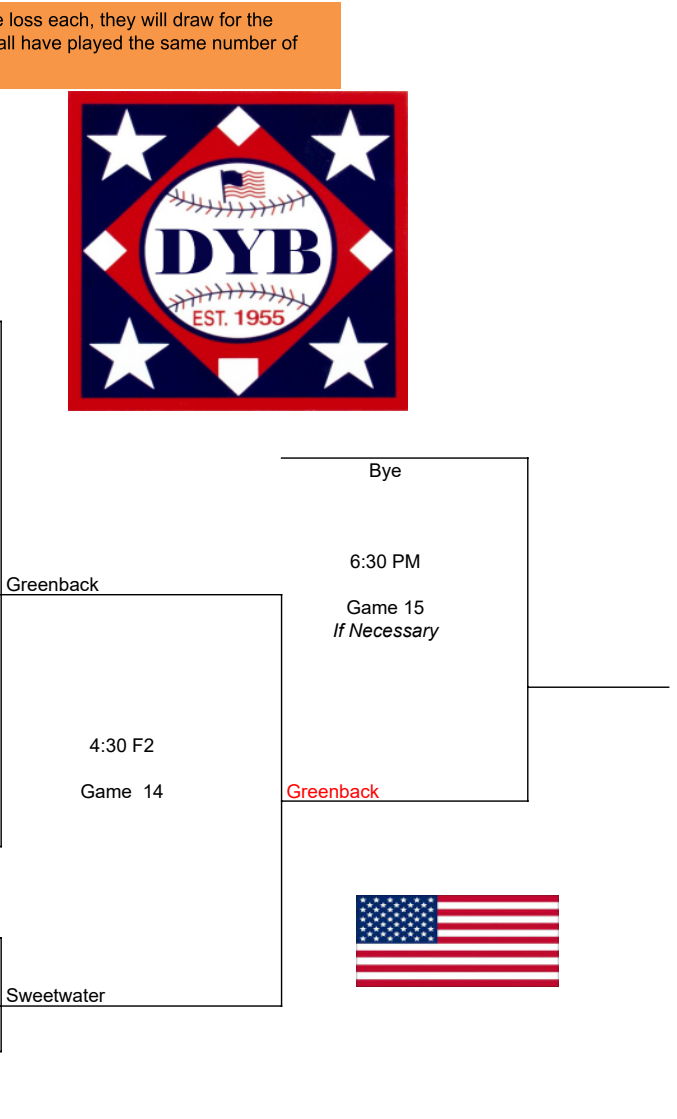 e loss each, they will draw for the
all have played the same number of
DYB
EST. 1955
Bye
6:30 PM
Greenback
Game 15
If Necessary
4:30 F2
Game 14
Greenback
Sweetwater